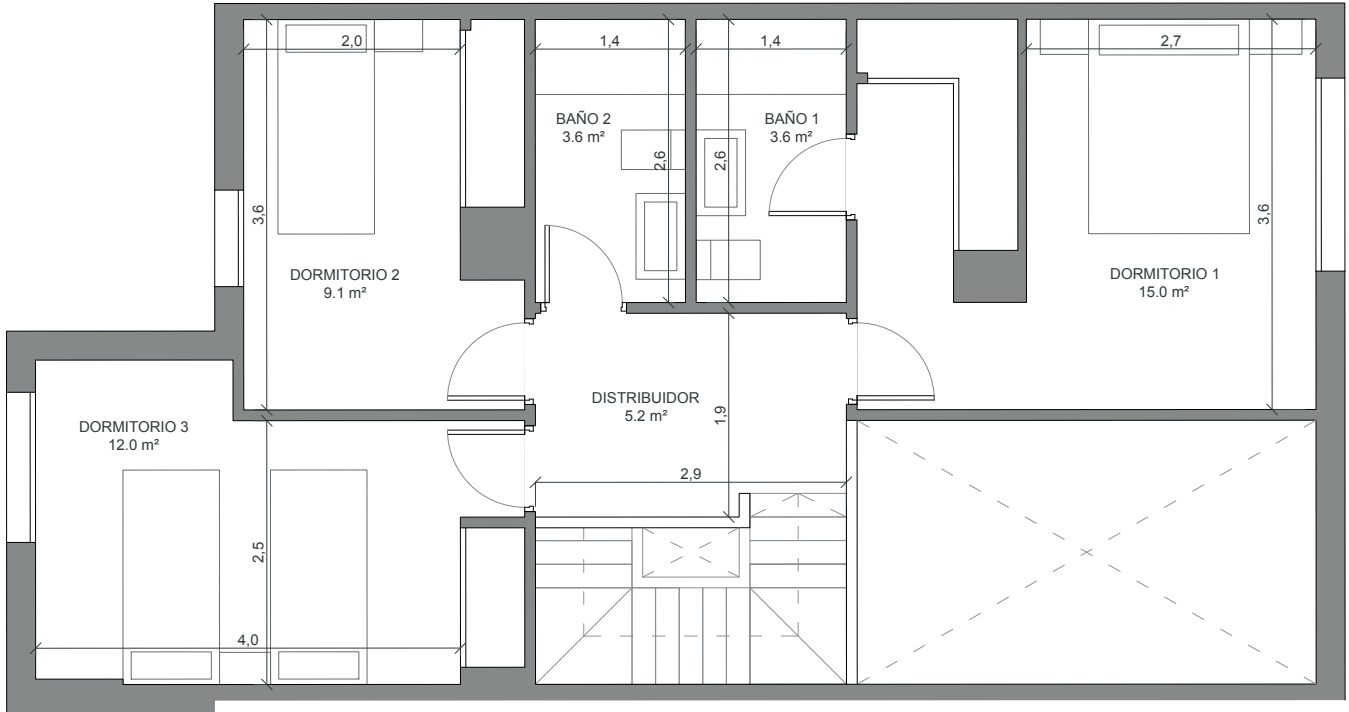 2,0
1,4
1,4
2,7
BAÑO 2
3.6 m²
BAÑO 1
3.6 m²
2,6
2,6
3,6
3,6
DORMITORIO 2
9.1 m²
DORMITORIO 1
15.0 m²
DISTRIBUIDOR
5.2 m²
1,9
DORMITORIO 3
12.0 m²
2,9
2,5
4,0